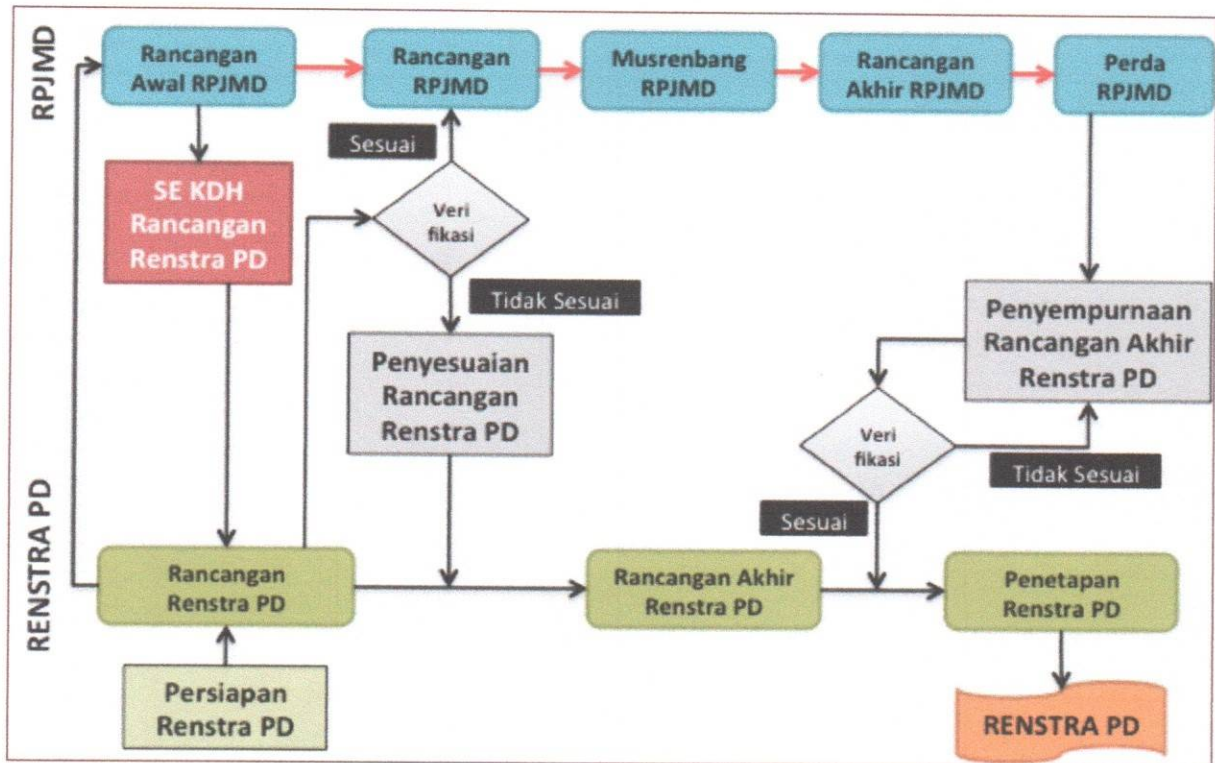 RPJMD
Rancangan
Awal RPJMD
Rancangan
RPJMD
Musrenbang
RPJMD
Rancangan
Akhir RPJMD
Perda
RPJMD
Sesuai
SE KDH
Rancangan
Renstra PD
Veri
fikasi
Tidak Sesuai
Penyesuaian
Rancangan
Renstra PD
Penyempurnaan
Rancangan Akhir
Renstra PD
Veri
fikasi
Tidak Sesuai
Sesuai
RENSTRA PD
Rancangan
Renstra PD
Rancangan Akhir
Renstra PD
Penetapan
Renstra PD
Persiapan
Renstra PD
RENSTRA PD